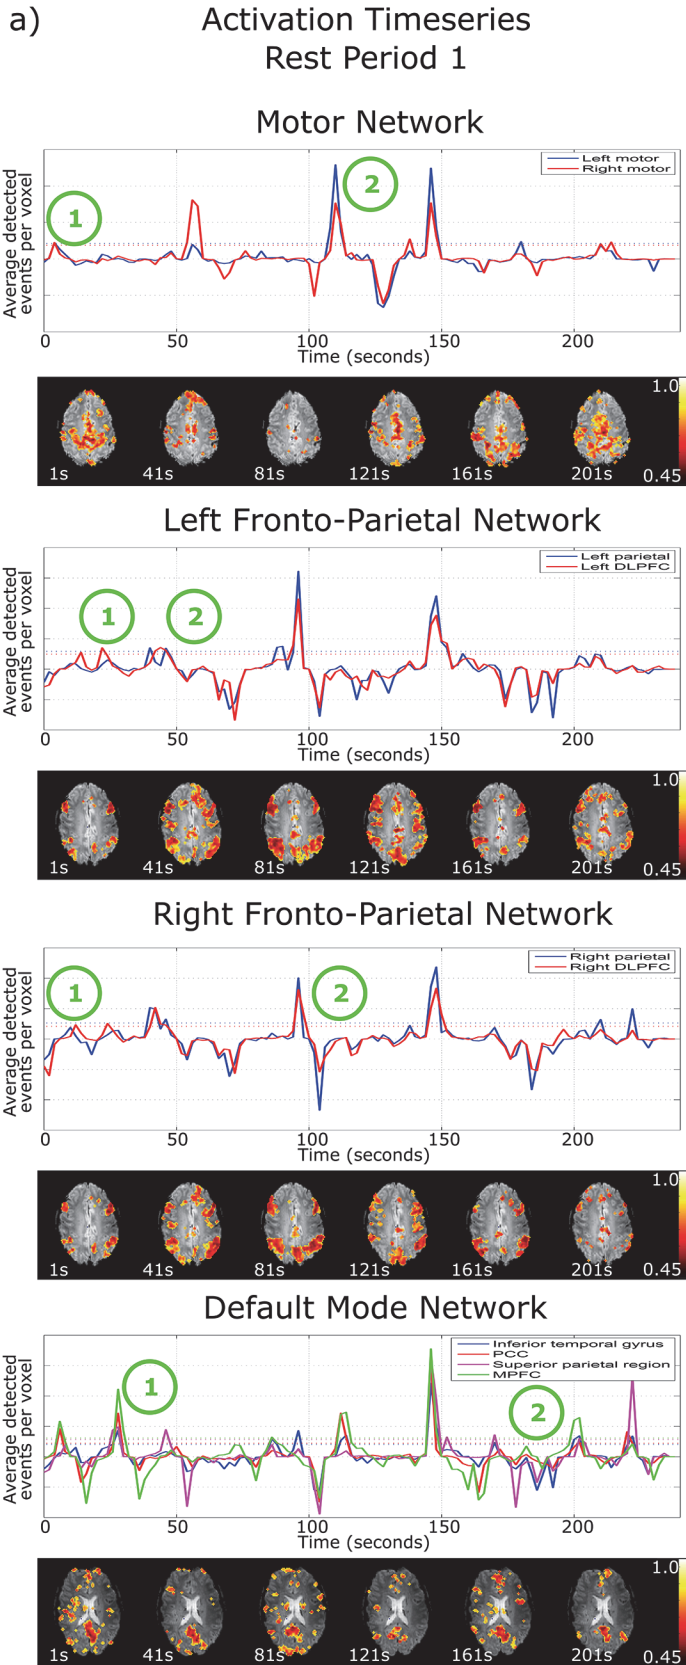 a)
Activation Timeseries
Rest Period 1
Motor Network
Average detected
events per voxel
1
2
Left motor
Right motor
0 50 100 150 200
Time (seconds)
1.0
1s 41s 81s 121s 161s 201s 0.45
Left Fronto-Parietal Network
Average detected
events per voxel
1 2
Left parietal
Left DLPFC
0 50 100 150 200
Time (seconds)
1.0
1s 41s 81s 121s 161s 201s 0.45
Right Fronto-Parietal Network
Average detected
events per voxel
1 2
Right parietal
Right DLPFC
0 50 100 150 200
Time (seconds)
1.0
1s 41s 81s 121s 161s 201s 0.45
Default Mode Network
Average detected
events per voxel
1
2
Inferior temporal gyrus
PCC
Superior parietal region
MPFC
0 50 100 150 200
Time (seconds)
1.0
1s 41s 81s 121s 161s 201s 0.45